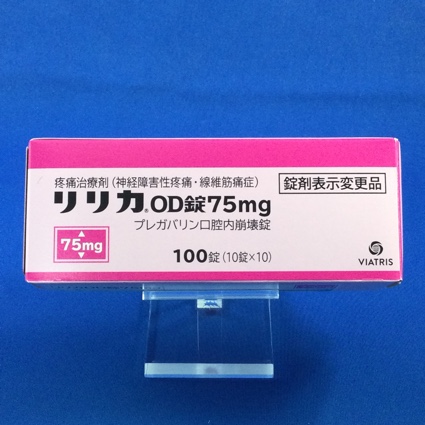 疼痛治療剤(神経障害性疼痛・線維筋痛症)
錠剤表示変更品
リリカ®OD錠75mg
プレガバリン口腔内崩壊錠
75mg
100錠(10錠×10)
VIATRIS